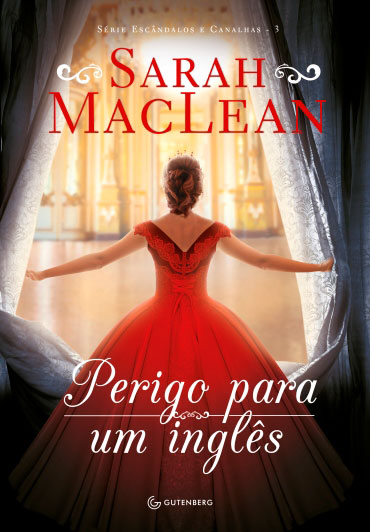 Série Escândalos e Canalhas - 3
Sarah
MacLean
Perigo para
um inglês
G GUTENBERG